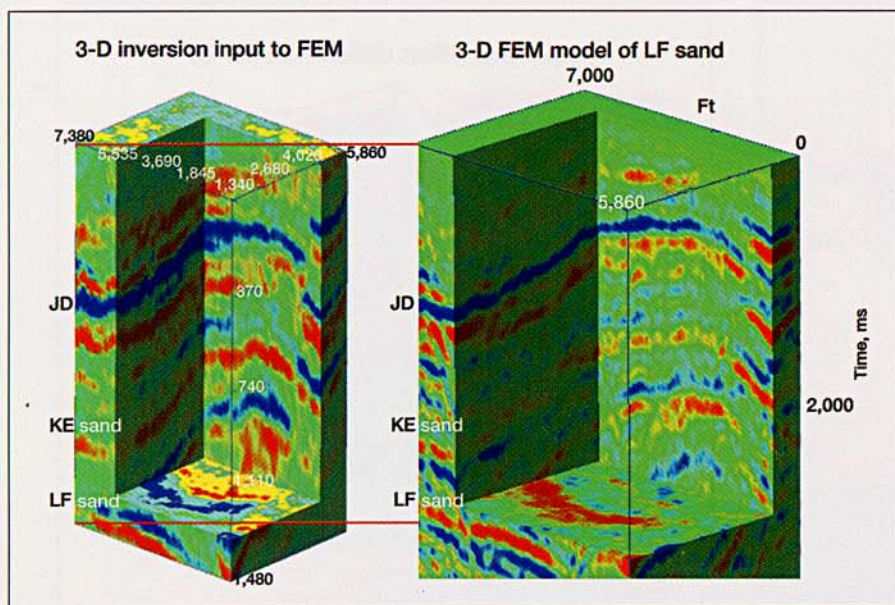 3-D inversion input to FEM
7,380
5,535
3,690
1,845
1,340
2,680
4,020
5,860
370
740
1,110
1,480
JD
KE sand
LF sand
3-D FEM model of LF sand
7,000
Ft
0
5,860
JD
KE sand
LF sand
Time, ms
2,000